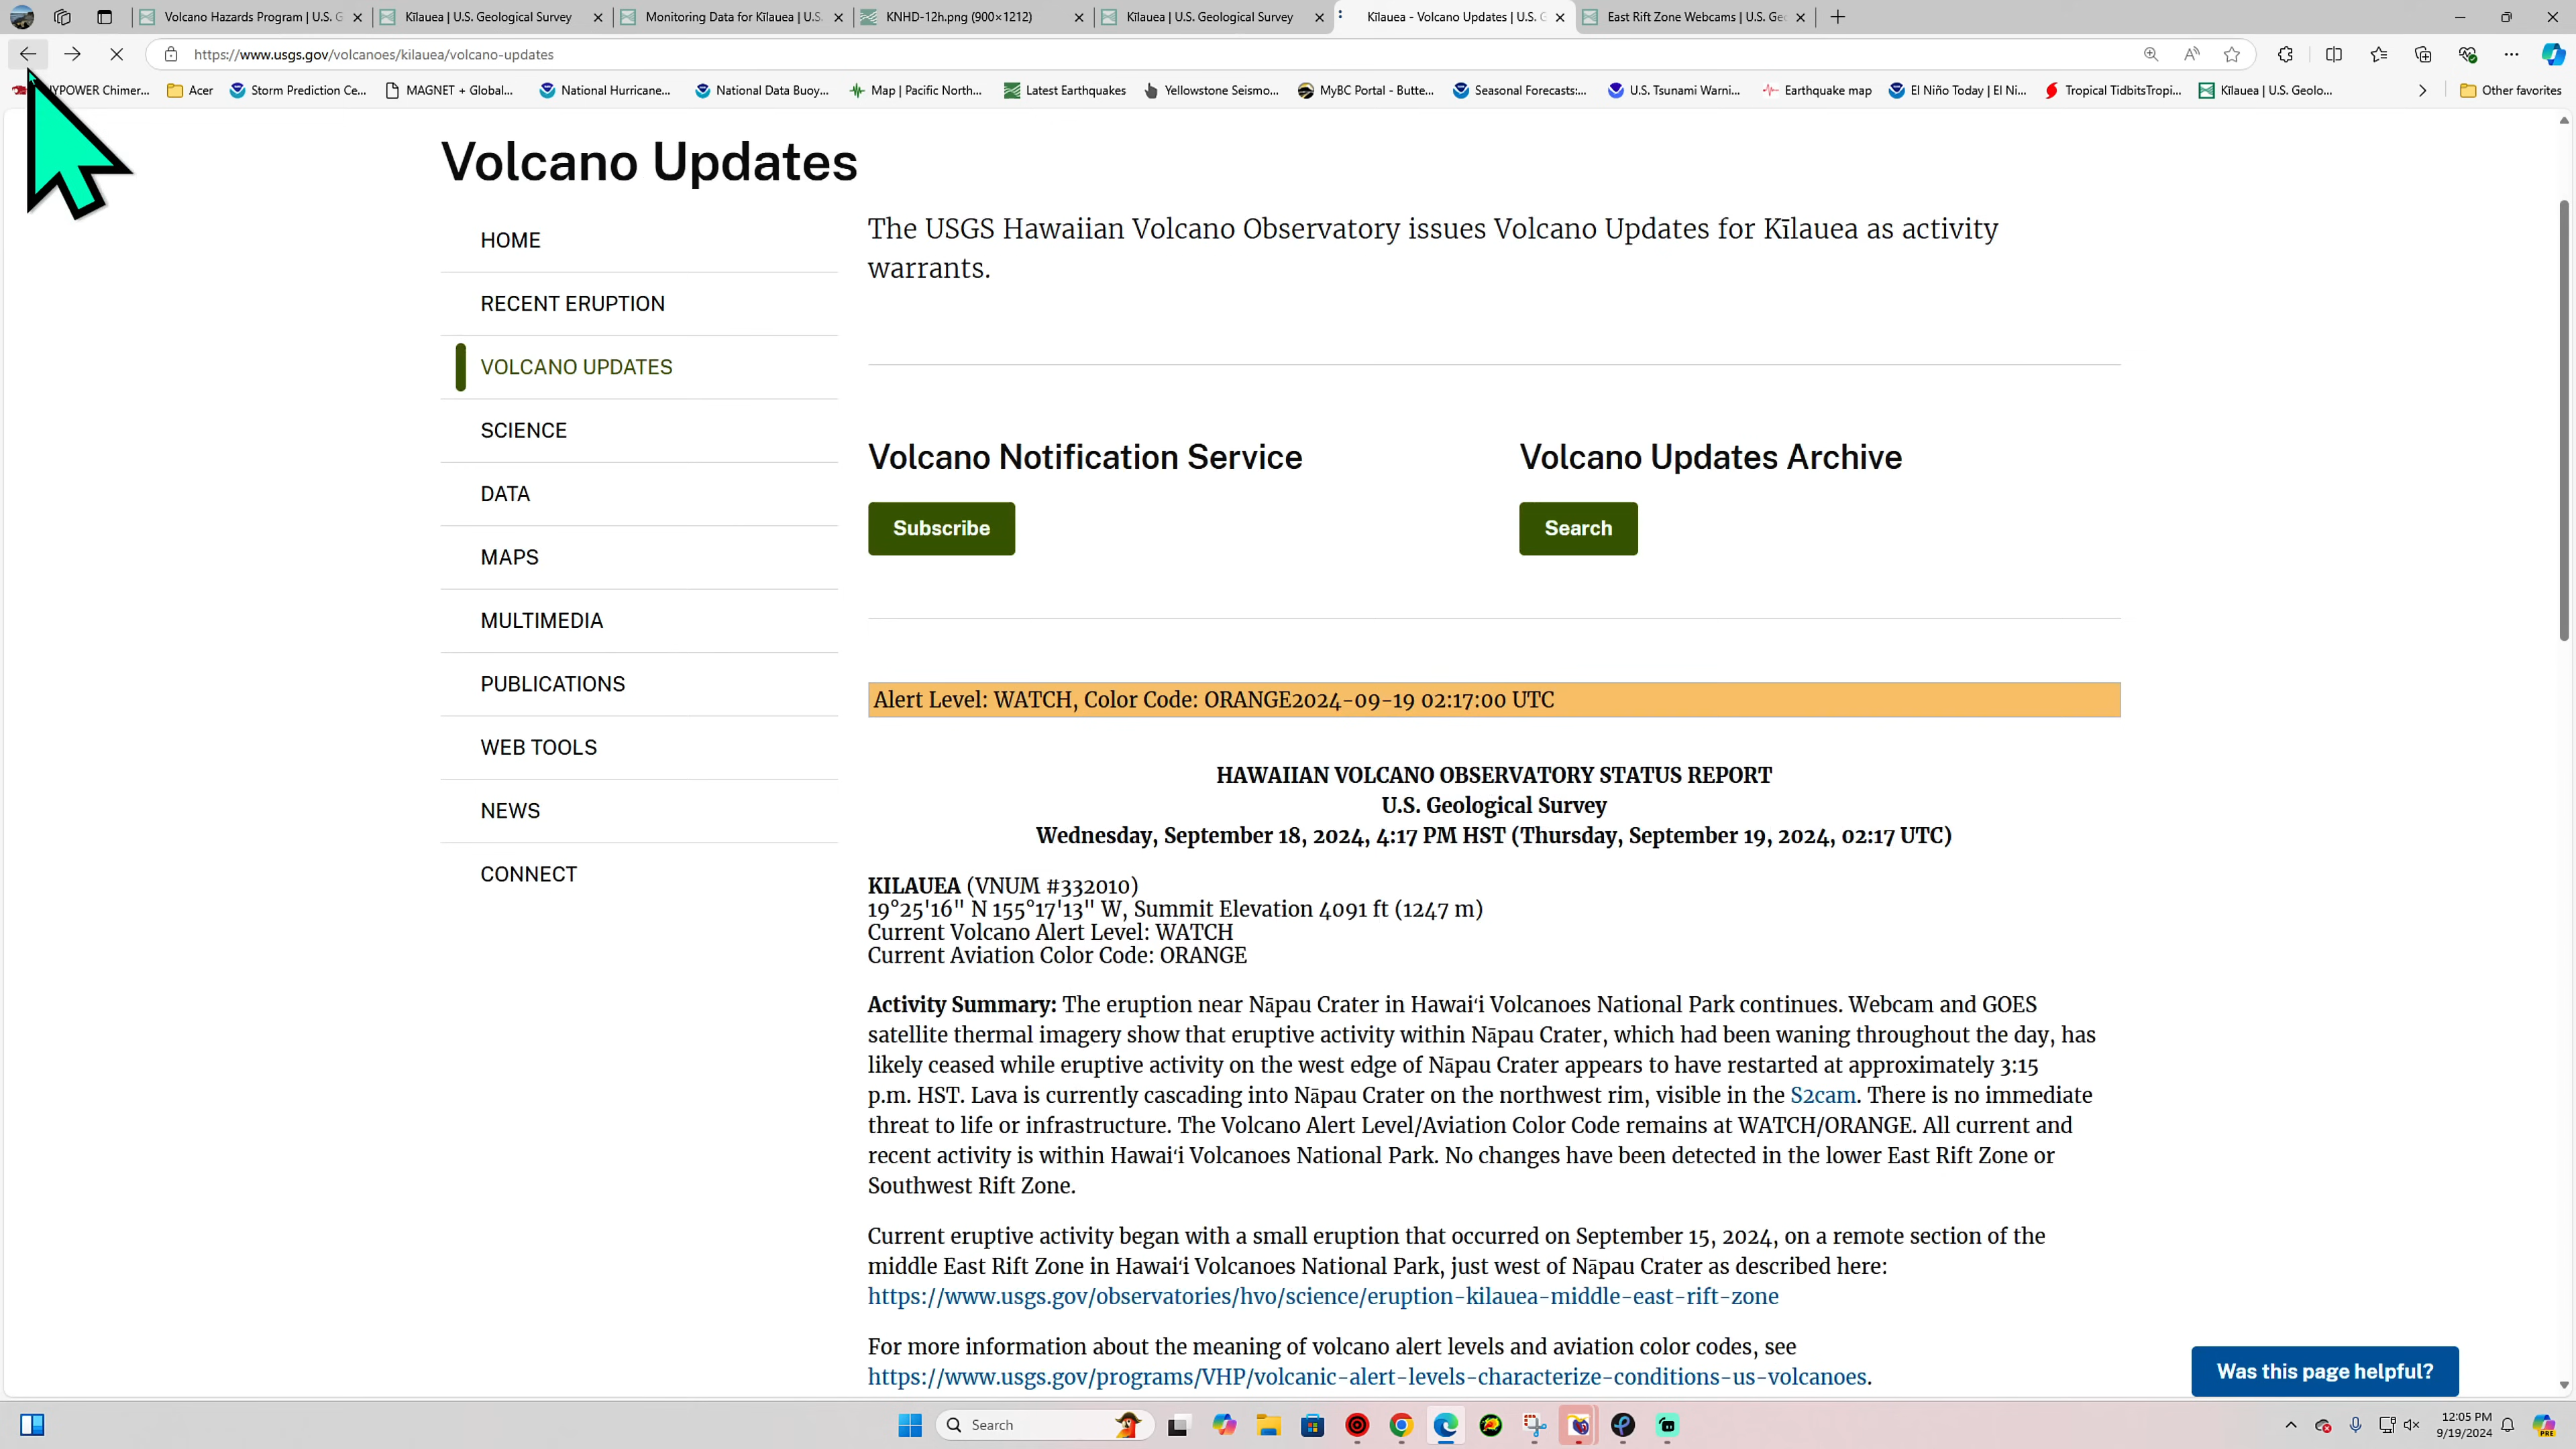 Volcano Hazards Program | U.S. G
Kīlauea | U.S. Geological Survey
Monitoring Data for Kīlauea | U.S.
KNHD-12h.png (900×1212)
Kīlauea | U.S. Geological Survey
Kīlauea - Volcano Updates | U.S. G
East Rift Zone Webcams | U.S. Geo
https://www.usgs.gov/volcanoes/kilauea/volcano-updates
YPOWER Chimer...
Acer
Storm Prediction Ce...
MAGNET + Global...
National Hurricane...
National Data Buoy...
Map | Pacific North...
Latest Earthquakes
Yellowstone Seismo...
MyBC Portal - Butte...
Seasonal Forecasts:...
U.S. Tsunami Warni...
Earthquake map
El Niño Today | El Ni...
Tropical TidbitsTropi...
Kīlauea | U.S. Geolo...
Other favorites
Volcano Updates
HOME
RECENT ERUPTION
VOLCANO UPDATES
SCIENCE
DATA
MAPS
MULTIMEDIA
PUBLICATIONS
WEB TOOLS
NEWS
CONNECT
The USGS Hawaiian Volcano Observatory issues Volcano Updates for Kīlauea as activity
warrants.
Volcano Notification Service
Subscribe
Volcano Updates Archive
Search
Alert Level: WATCH, Color Code: ORANGE2024-09-19 02:17:00 UTC
HAWAIIAN VOLCANO OBSERVATORY STATUS REPORT
U.S. Geological Survey
Wednesday, September 18, 2024, 4:17 PM HST (Thursday, September 19, 2024, 02:17 UTC)
KILAUEA (VNUM #332010)
19°25'16" N 155°17'13" W, Summit Elevation 4091 ft (1247 m)
Current Volcano Alert Level: WATCH
Current Aviation Color Code: ORANGE
Activity Summary: The eruption near Nāpau Crater in Hawaiʻi Volcanoes National Park continues. Webcam and GOES
satellite thermal imagery show that eruptive activity within Nāpau Crater, which had been waning throughout the day, has
likely ceased while eruptive activity on the west edge of Nāpau Crater appears to have restarted at approximately 3:15
p.m. HST. Lava is currently cascading into Nāpau Crater on the northwest rim, visible in the S2cam. There is no immediate
threat to life or infrastructure. The Volcano Alert Level/Aviation Color Code remains at WATCH/ORANGE. All current and
recent activity is within Hawaiʻi Volcanoes National Park. No changes have been detected in the lower East Rift Zone or
Southwest Rift Zone.
Current eruptive activity began with a small eruption that occurred on September 15, 2024, on a remote section of the
middle East Rift Zone in Hawaiʻi Volcanoes National Park, just west of Nāpau Crater as described here:
https://www.usgs.gov/observatories/hvo/science/eruption-kilauea-middle-east-rift-zone
For more information about the meaning of volcano alert levels and aviation color codes, see
https://www.usgs.gov/programs/VHP/volcanic-alert-levels-characterize-conditions-us-volcanoes.
Was this page helpful?
Search
12:05 PM
9/19/2024
PRE